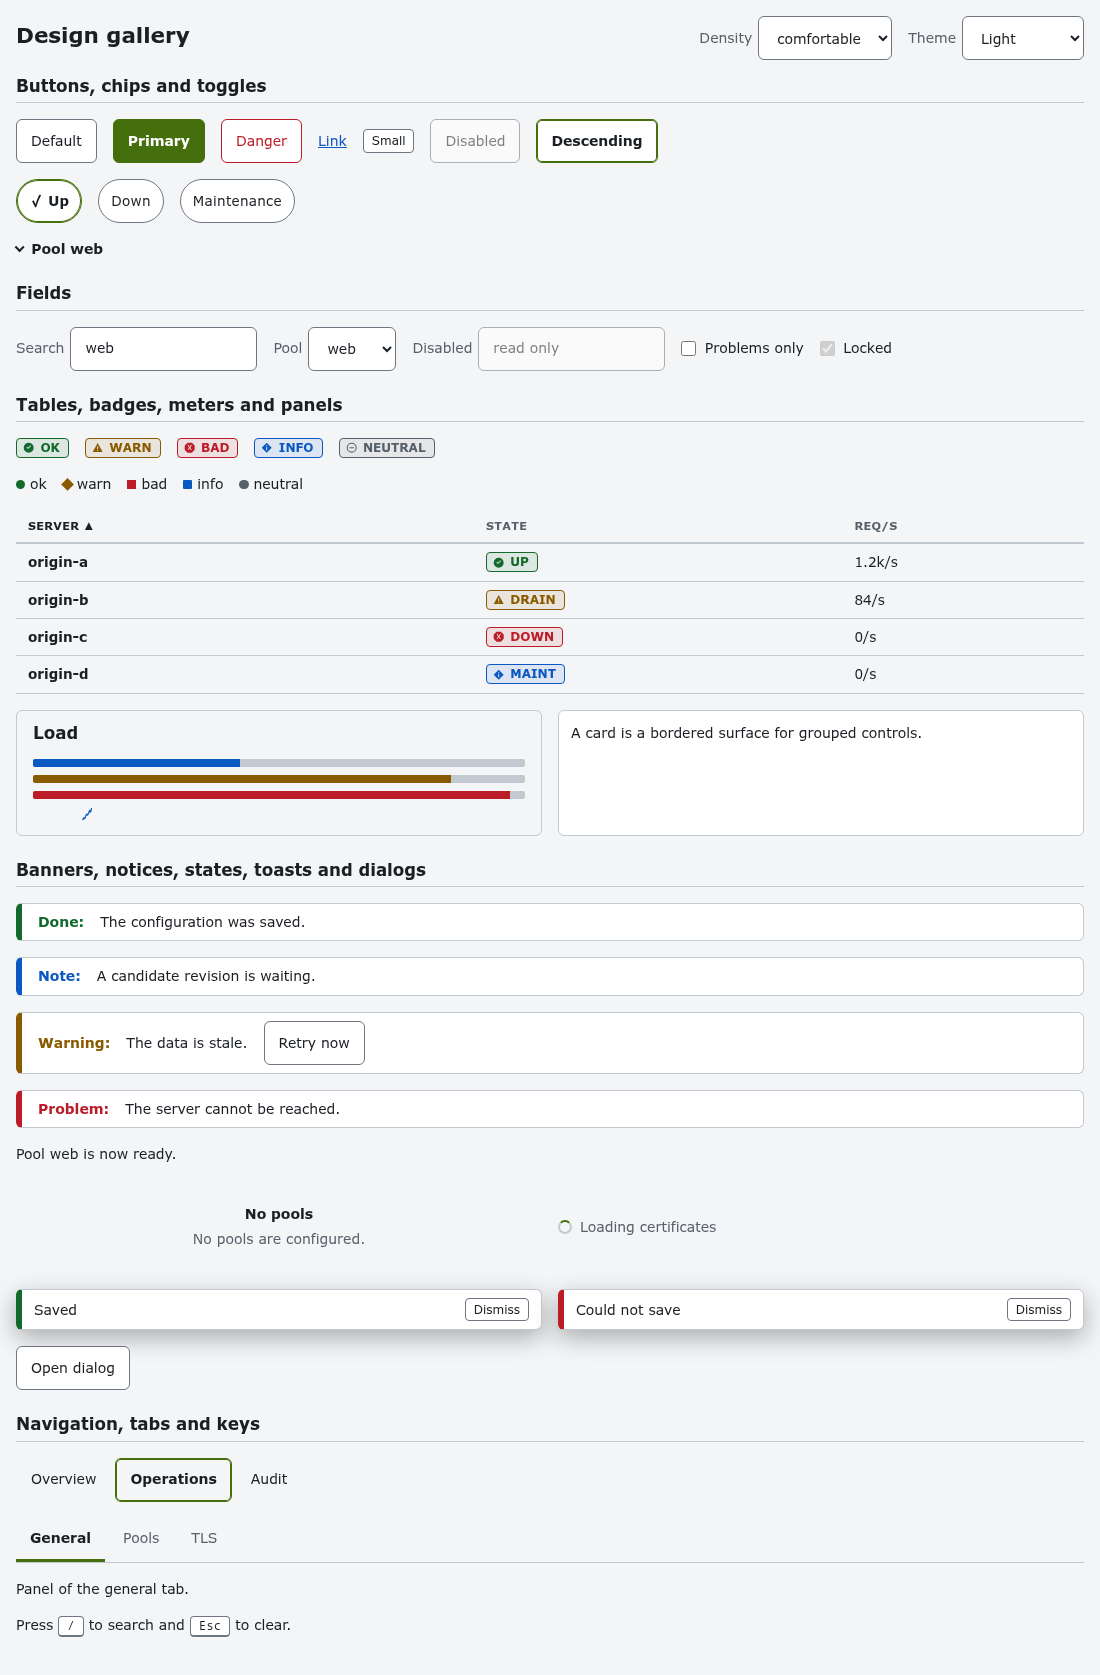 Design gallery Density comfortable Theme Light
Buttons, chips and toggles
Default Primary Danger Link Small Disabled Descending
✓ Up Down Maintenance
Pool web
Fields
Search web Pool web Disabled read only Problems only Locked
Tables, badges, meters and panels
OK WARN BAD INFO NEUTRAL
ok warn bad info neutral
SERVER ▲ STATE REQ/S
origin-a UP 1.2k/s
origin-b DRAIN 84/s
origin-c DOWN 0/s
origin-d MAINT 0/s
Load
A card is a bordered surface for grouped controls.
Banners, notices, states, toasts and dialogs
Done: The configuration was saved.
Note: A candidate revision is waiting.
Warning: The data is stale. Retry now
Problem: The server cannot be reached.
Pool web is now ready.
No pools
No pools are configured.
Loading certificates
Saved Dismiss
Could not save Dismiss
Open dialog
Navigation, tabs and keys
Overview Operations Audit
General Pools TLS
Panel of the general tab.
Press / to search and Esc to clear.